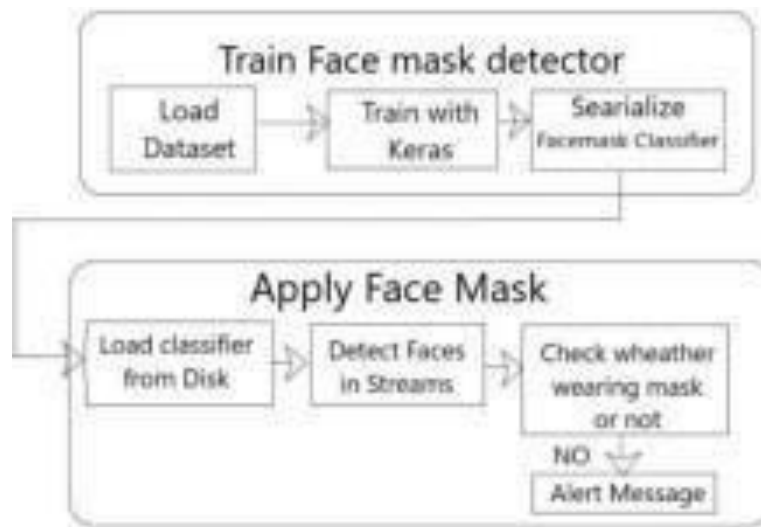 Train Face mask detector
Load
Dataset
Train with
Keras
Searialize
Facemask Classifier
Apply Face Mask
Load classifier
from Disk
Detect Faces
in Streams
Check wheather
wearing mask
or not
NO
Alert Message